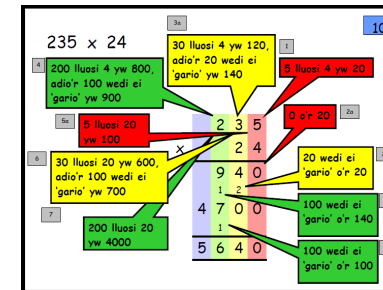 10
3a
235 x 24
30 lluosi 4 yw 120,
adio'r 20 wedi ei
'gario' yw 140
1
4
200 lluosi 4 yw 800,
adio'r 100 wedi ei
'gario' yw 900
5 lluosi 4 yw 20
5a
5 lluosi 20
yw 100
2 3 5
0 o'r 20
2a
x 2 4
6
30 lluosi 20 yw 600,
adio'r 100 wedi ei
'gario' yw 700
9 4 0
20 wedi ei
'gario' o'r 20
1 2
7
4 7 0 0
100 wedi ei
'gario' o'r 140
200 lluosi 20
yw 4000
1
5 6 4 0
100 wedi ei
'gario' o'r 100